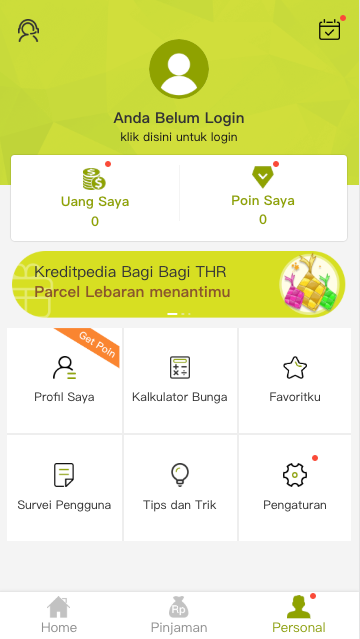 Anda Belum Login
klik disini untuk login
Uang Saya
0
Poin Saya
0
Kreditpedia Bagi Bagi THR
Parcel Lebaran menantimu
Get Poin
Profil Saya
Kalkulator Bunga
Favoritku
Survei Pengguna
Tips dan Trik
Pengaturan
Home
Rp
Pinjaman
Personal